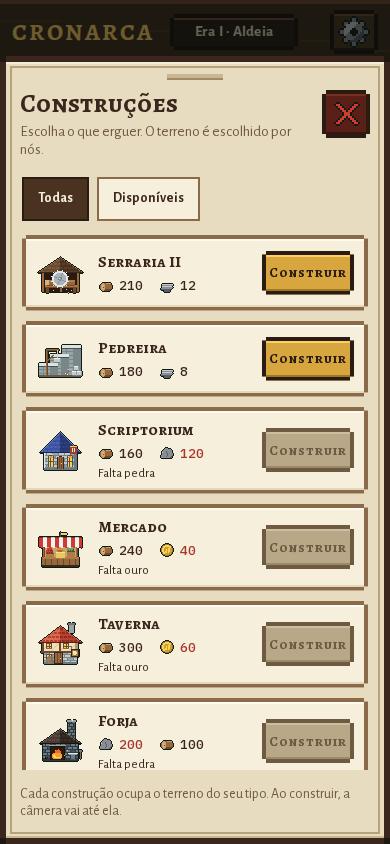 CRONARCA
Era I · Aldeia
Construções
Escolha o que erguer. O terreno é escolhido por
nós.
Todas
Disponíveis
Serraria II
210 12
Construir
Pedreira
180 8
Construir
Scriptorium
160 120
Falta pedra
Construir
Mercado
240 40
Falta ouro
Construir
Taverna
300 60
Falta ouro
Construir
Forja
200 100
Falta pedra
Construir
Cada construção ocupa o terreno do seu tipo. Ao construir, a
câmera vai até ela.